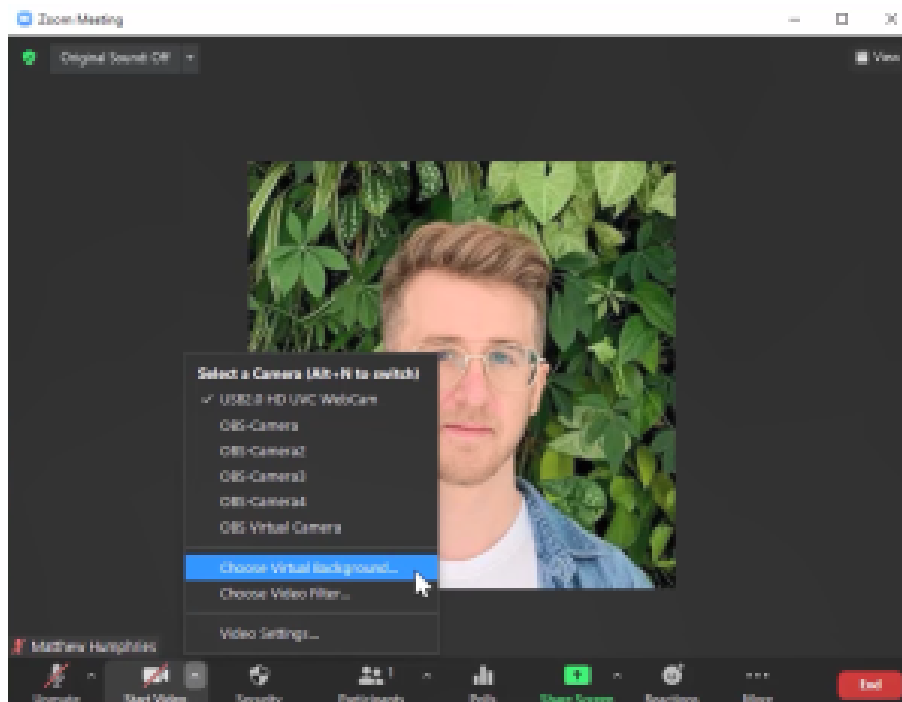 Zoom Meeting
Original Sound: Off
View
Select a Camera (Alt+N to switch)
USB2.0 HD UVC WebCam
OBS-Camera
OBS-Camera2
OBS-Camera3
OBS-Camera4
OBS Virtual Camera
Choose Virtual Background...
Choose Video Filter...
Video Settings...
Matthew Humphries
Unmute
Start Video
Security
Participants
1
Polls
Share Screen
Reactions
More
End